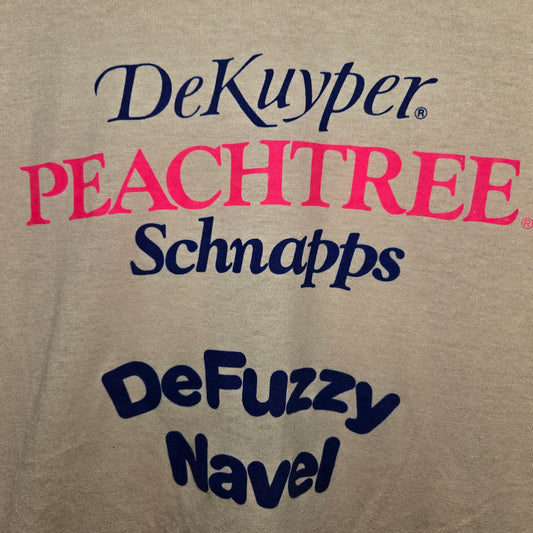 DeKuyper®
PEACHTREE®
Schnapps
DeFuzzy
Navel